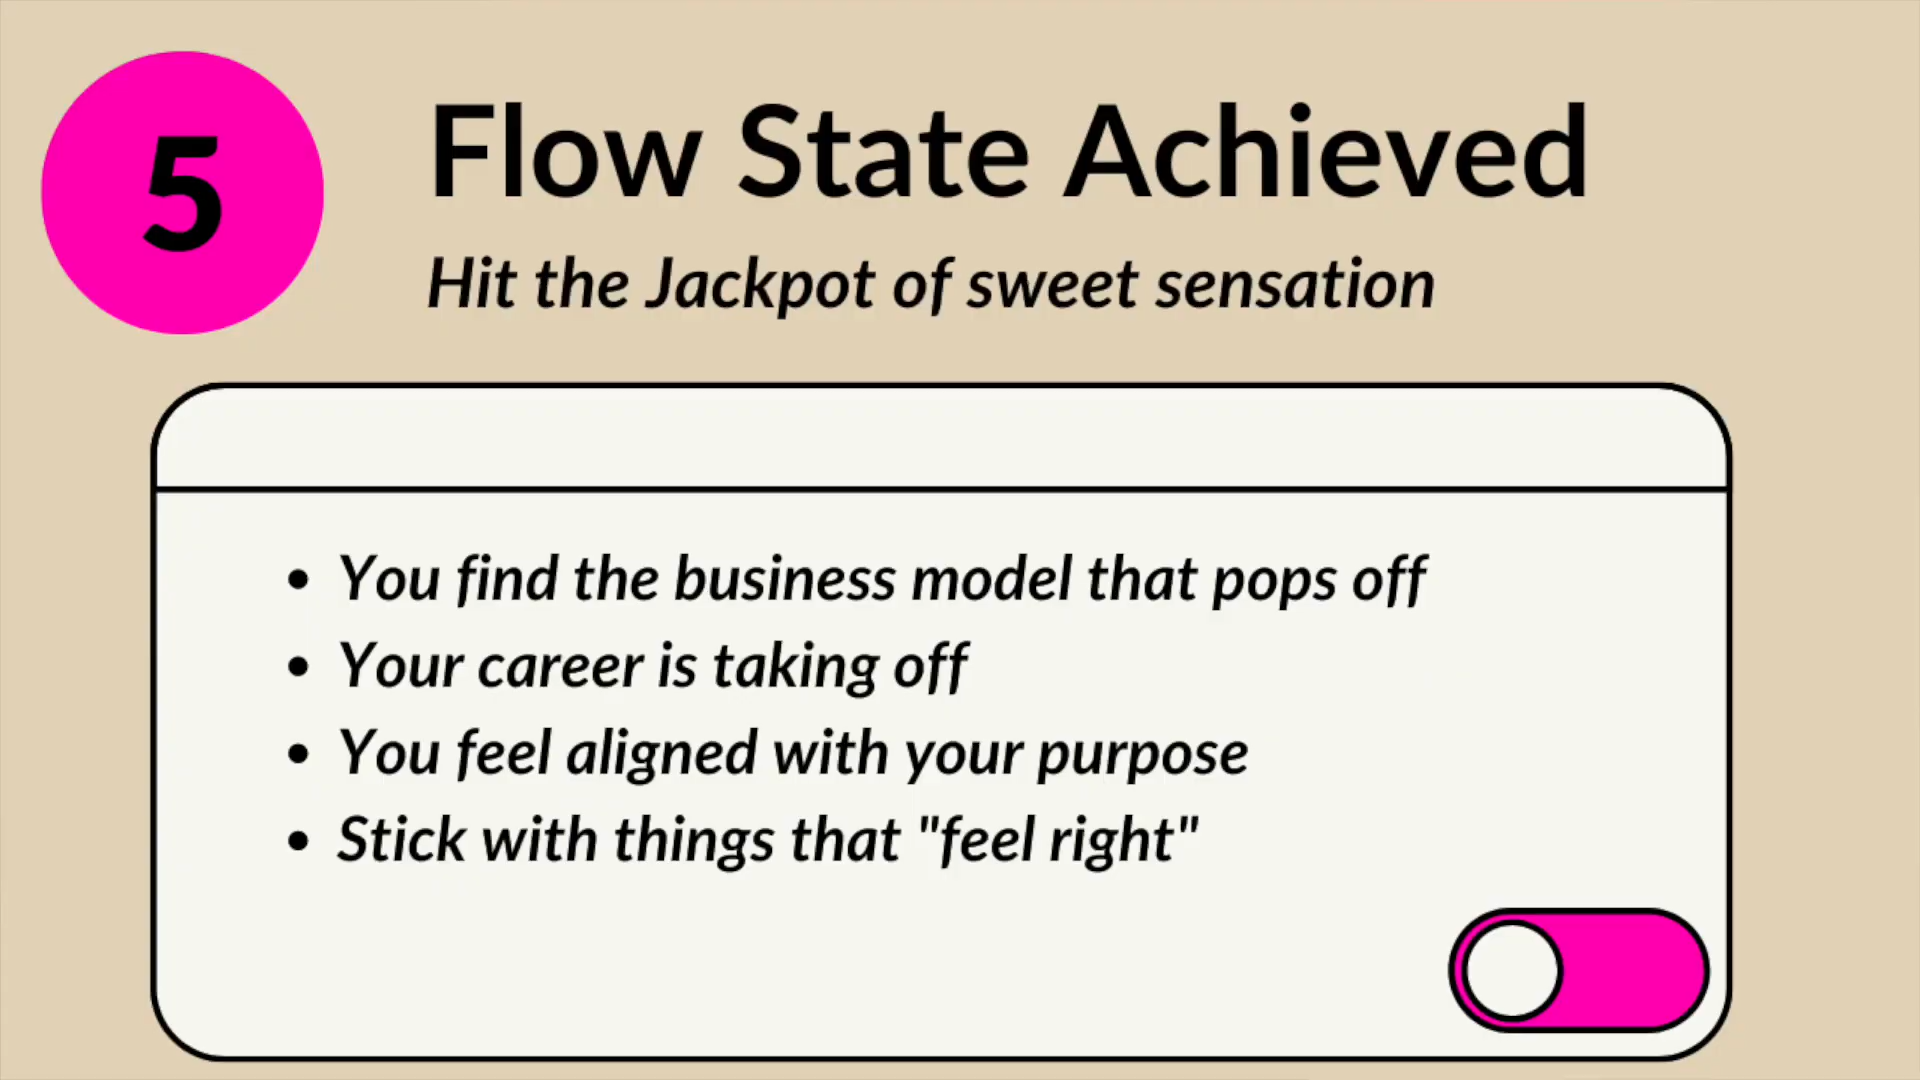 5
Flow State Achieved
Hit the Jackpot of sweet sensation
• You find the business model that pops off
• Your career is taking off
• You feel aligned with your purpose
• Stick with things that "feel right"